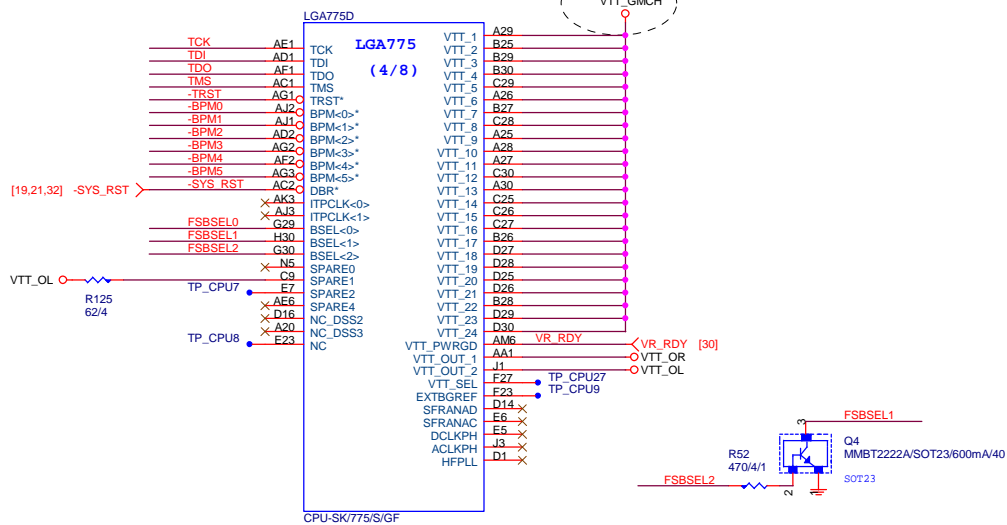 VTT_GMCH
LGA775D
LGA775
(4/8)
TCK AE1 TCK VTT_1 A29
TDI AD1 TDI VTT_2 B25
TDO AF1 TDO VTT_3 B29
TMS AC1 TMS VTT_4 B30
-TRST AG1 TRST* VTT_5 C29
-BPM0 AJ2 BPM<0>* VTT_6 A26
-BPM1 AJ1 BPM<1>* VTT_7 B27
-BPM2 AD2 BPM<2>* VTT_8 C28
-BPM3 AG2 BPM<3>* VTT_9 A25
-BPM4 AF2 BPM<4>* VTT_10 A28
-BPM5 AG3 BPM<5>* VTT_11 A27
[19,21,32] -SYS_RST -SYS_RST AC2 DBR* VTT_12 C30
AK3 ITPCLK<0> VTT_13 A30
AJ3 ITPCLK<1> VTT_14 C25
FSBSEL0 G29 BSEL<0> VTT_15 C26
FSBSEL1 H30 BSEL<1> VTT_16 C27
FSBSEL2 G30 BSEL<2> VTT_17 B26
N5 SPARE0 VTT_18 D27
VTT_OL C9 SPARE1 VTT_19 D28
R125
62/4
TP_CPU7 E7 SPARE2 VTT_20 D25
AE6 SPARE4 VTT_21 D26
D16 NC_DSS2 VTT_22 B28
A20 NC_DSS3 VTT_23 D29
TP_CPU8 E23 NC VTT_24 D30
VTT_PWRGD AM6 VR_RDY VR_RDY [30]
VTT_OUT_1 AA1 VTT_OR
VTT_OUT_2 J1 VTT_OL
VTT_SEL F27 TP_CPU27
EXTBGREF F23 TP_CPU9
SFRANAD D14
SFRANAC E6
DCLKPH E5
ACLKPH J3
HFPLL D1
CPU-SK/775/S/GF
FSBSEL1
3
Q4
MMBT2222A/SOT23/600mA/40
SOT23
R52
470/4/1
FSBSEL2
2
1